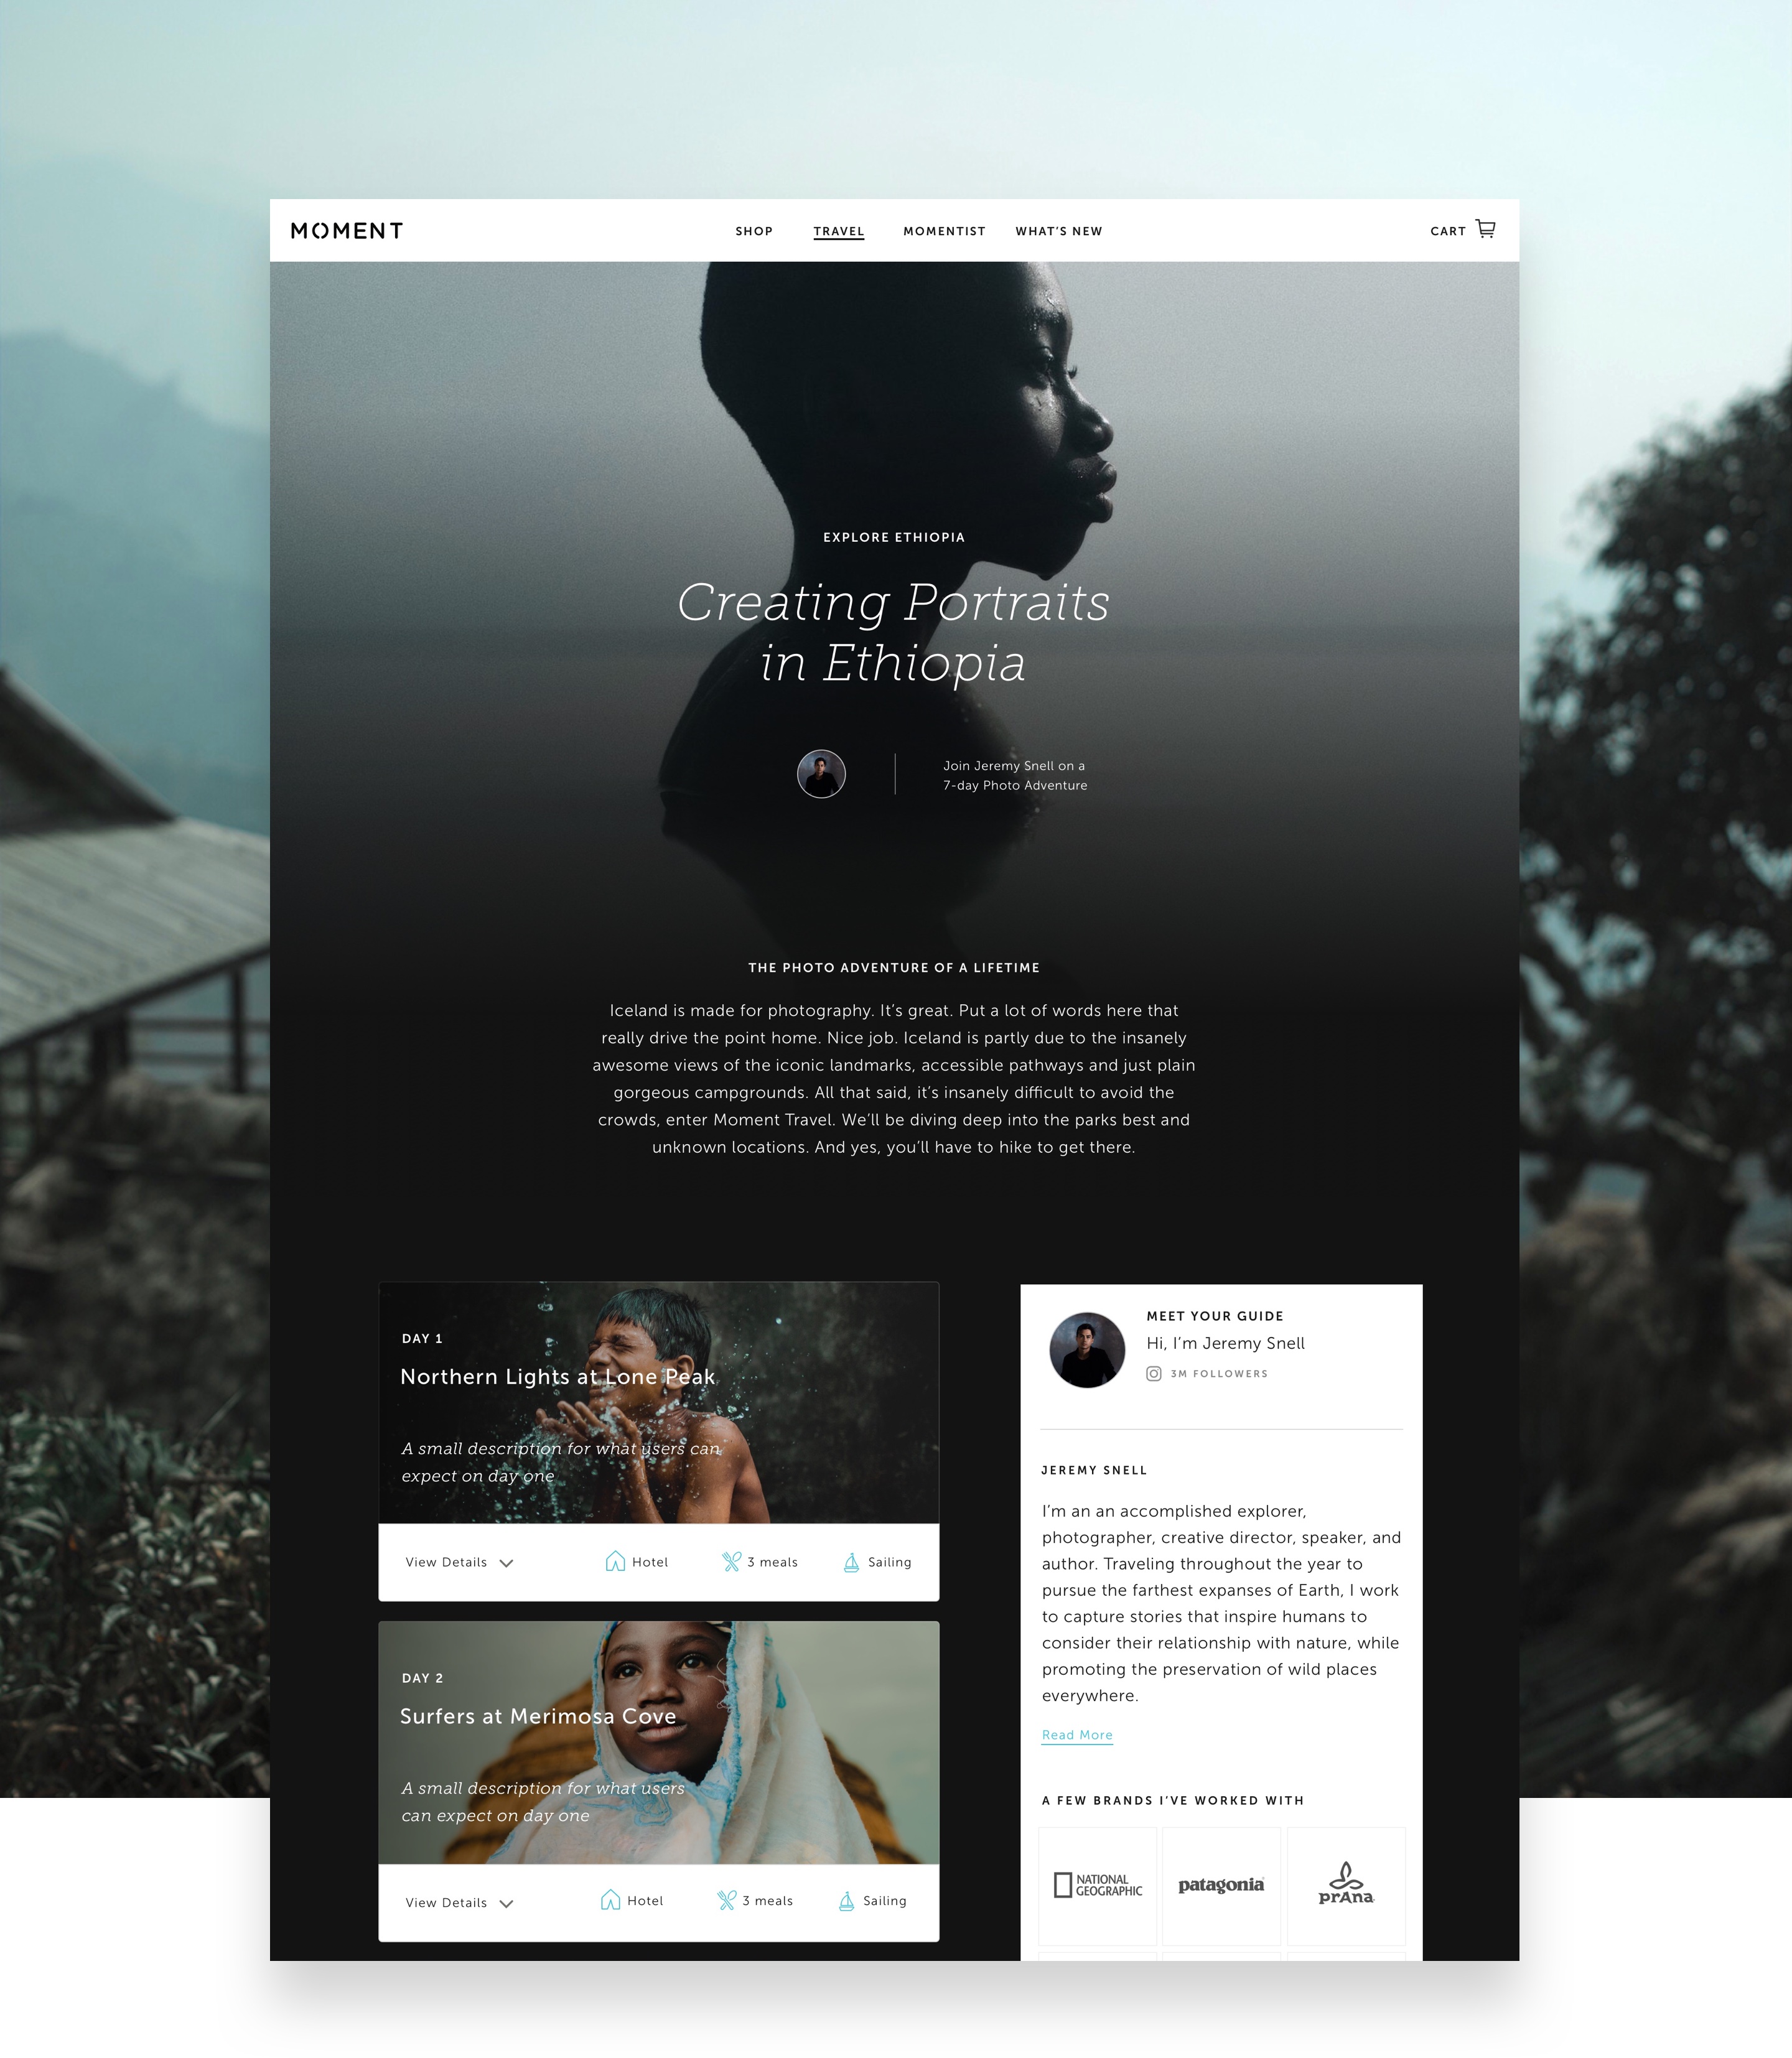 MOMENT
SHOP TRAVEL MOMENTIST WHAT'S NEW
CART
EXPLORE ETHIOPIA
Creating Portraits
in Ethiopia
Join Jeremy Snell on a
7-day Photo Adventure
THE PHOTO ADVENTURE OF A LIFETIME
Iceland is made for photography. It's great. Put a lot of words here that
really drive the point home. Nice job. Iceland is partly due to the insanely
awesome views of the iconic landmarks, accessible pathways and just plain
gorgeous campgrounds. All that said, it's insanely difficult to avoid the
crowds, enter Moment Travel. We'll be diving deep into the parks best and
unknown locations. And yes, you'll have to hike to get there.
DAY 1
Northern Lights at Lone Peak
A small description for what users can
expect on day one
View Details
Hotel
3 meals
Sailing
DAY 2
Surfers at Merimosa Cove
A small description for what users
can expect on day one
View Details
Hotel
3 meals
Sailing
MEET YOUR GUIDE
Hi, I'm Jeremy Snell
3M FOLLOWERS
JEREMY SNELL
I'm an an accomplished explorer,
photographer, creative director, speaker, and
author. Traveling throughout the year to
pursue the farthest expanses of Earth, I work
to capture stories that inspire humans to
consider their relationship with nature, while
promoting the preservation of wild places
everywhere.
Read More
A FEW BRANDS I'VE WORKED WITH
NATIONAL
GEOGRAPHIC
patagonia
prAna